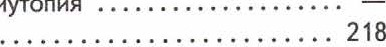 иутопия . . . . . . . . . . . . . . . . . . . . . —
. . . . . . . . . . . . . . . . . . . . . . . . . . . . 218